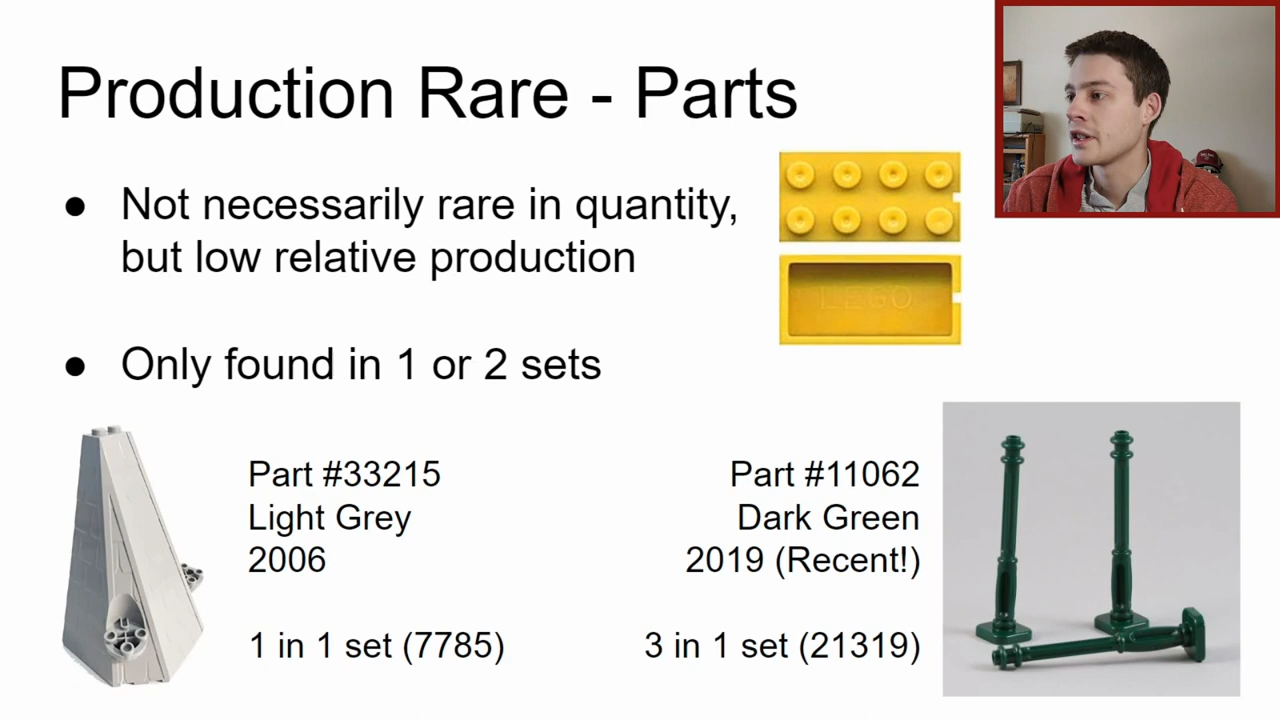 Production Rare - Parts
● Not necessarily rare in quantity,
but low relative production
LEGO
● Only found in 1 or 2 sets
Part #33215
Light Grey
2006
1 in 1 set (7785)
Part #11062
Dark Green
2019 (Recent!)
3 in 1 set (21319)